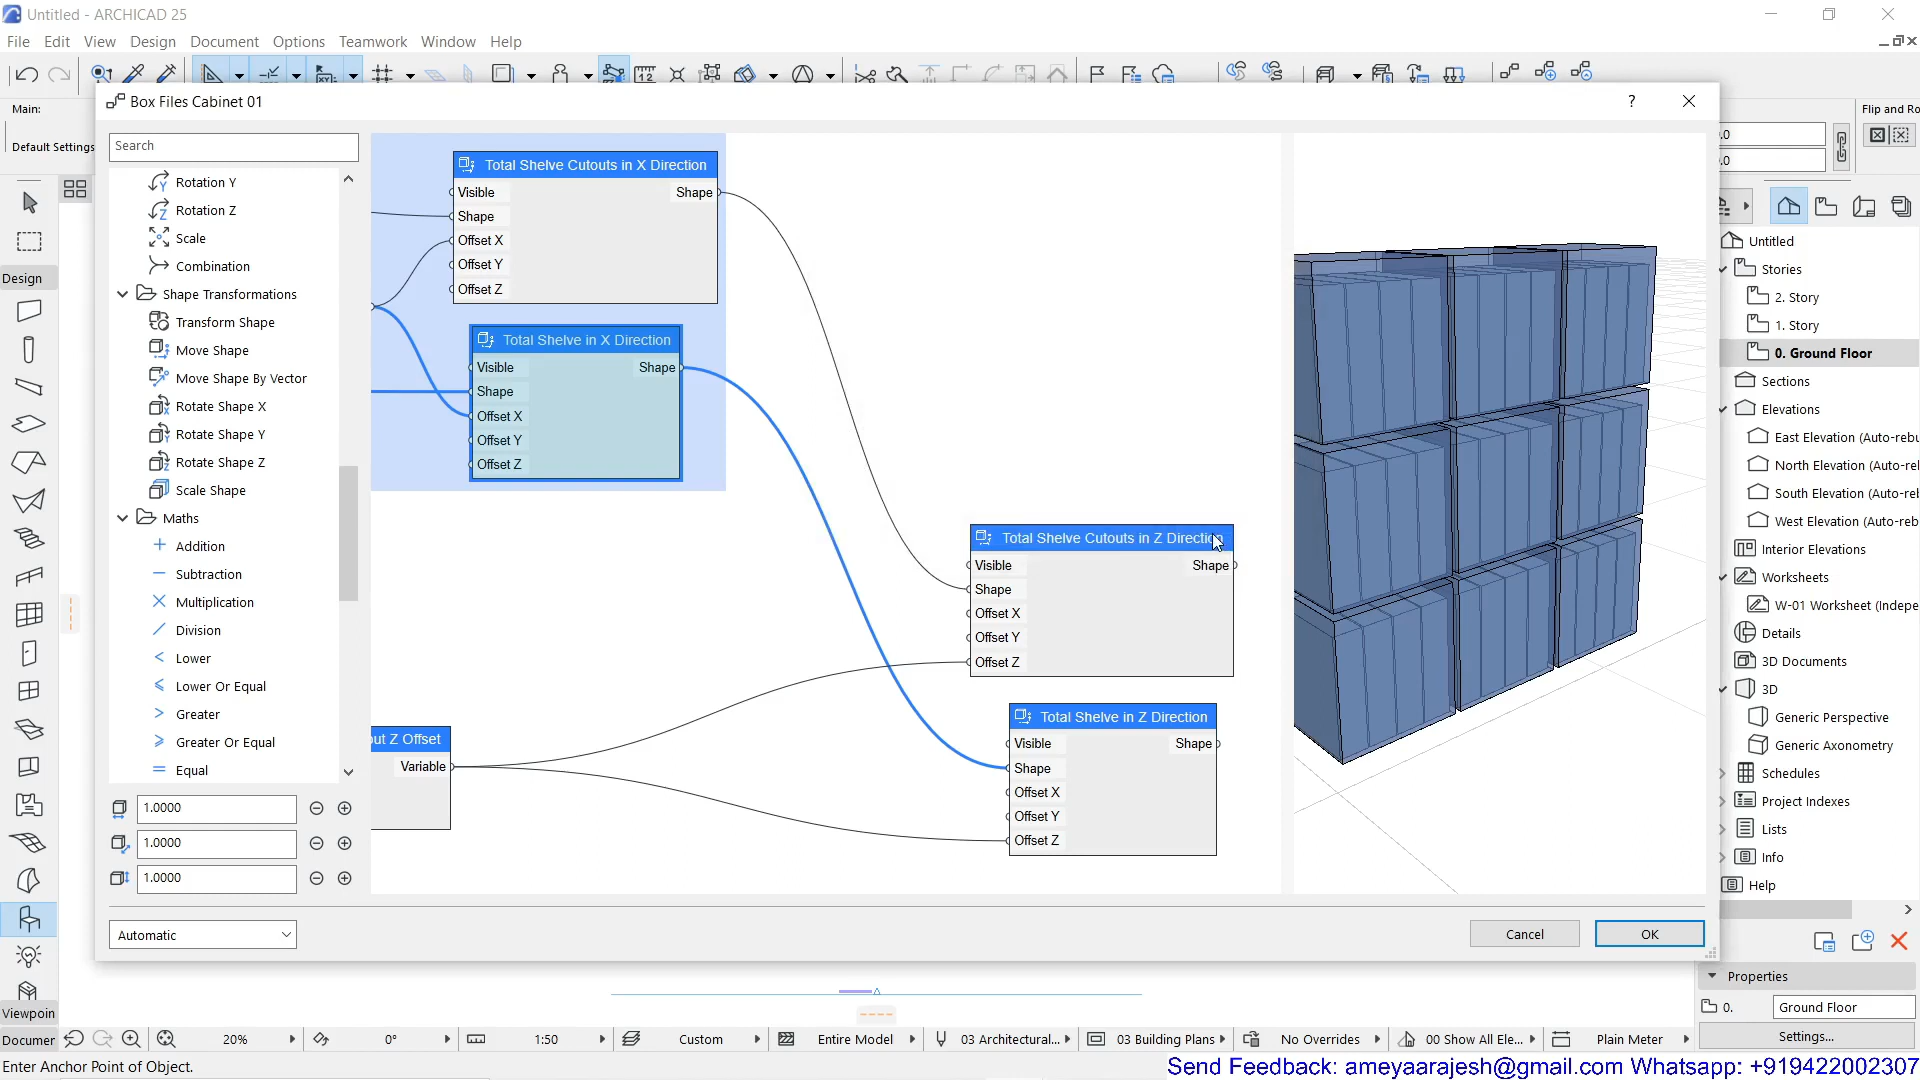 Untitled - ARCHICAD 25
File Edit View Design Document Options Teamwork Window Help
Main:
Default Settings
Box Files Cabinet 01
Flip and Ro
Search
Rotation Y
Rotation Z
Scale
Combination
Shape Transformations
Transform Shape
Move Shape
Move Shape By Vector
Rotate Shape X
Rotate Shape Y
Rotate Shape Z
Scale Shape
Maths
Addition
Subtraction
Multiplication
Division
Lower
Lower Or Equal
Greater
Greater Or Equal
Equal
1.0000
1.0000
1.0000
Automatic
Total Shelve Cutouts in X Direction
Visible Shape
Shape
Offset X
Offset Y
Offset Z
Total Shelve in X Direction
Visible Shape
Shape
Offset X
Offset Y
Offset Z
Total Shelve Cutouts in Z Direction
Visible Shape
Shape
Offset X
Offset Y
Offset Z
out Z Offset
Variable
Total Shelve in Z Direction
Visible Shape
Shape
Offset X
Offset Y
Offset Z
Cancel OK
Untitled
Stories
2. Story
1. Story
0. Ground Floor
Sections
Elevations
East Elevation (Auto-rebu
North Elevation (Auto-rel
South Elevation (Auto-rel
West Elevation (Auto-reb
Interior Elevations
Worksheets
W-01 Worksheet (Indepe
Details
3D Documents
3D
Generic Perspective
Generic Axonometry
Schedules
Project Indexes
Lists
Info
Help
Properties
0. Ground Floor
Settings...
Design
Viewpoin
Documer
20% 0° 1:50 Custom Entire Model 03 Architectural... 03 Building Plans No Overrides 00 Show All Ele... Plain Meter
Enter Anchor Point of Object.
Send Feedback: ameyaarajesh@gmail.com Whatsapp: +919422002307